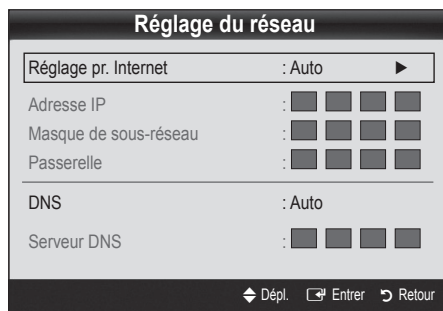 Réglage du réseau
Réglage pr. Internet : Auto ►
Adresse IP :
Masque de sous-réseau :
Passerelle :
DNS : Auto
Serveur DNS :
Dépl. Entrer Retour